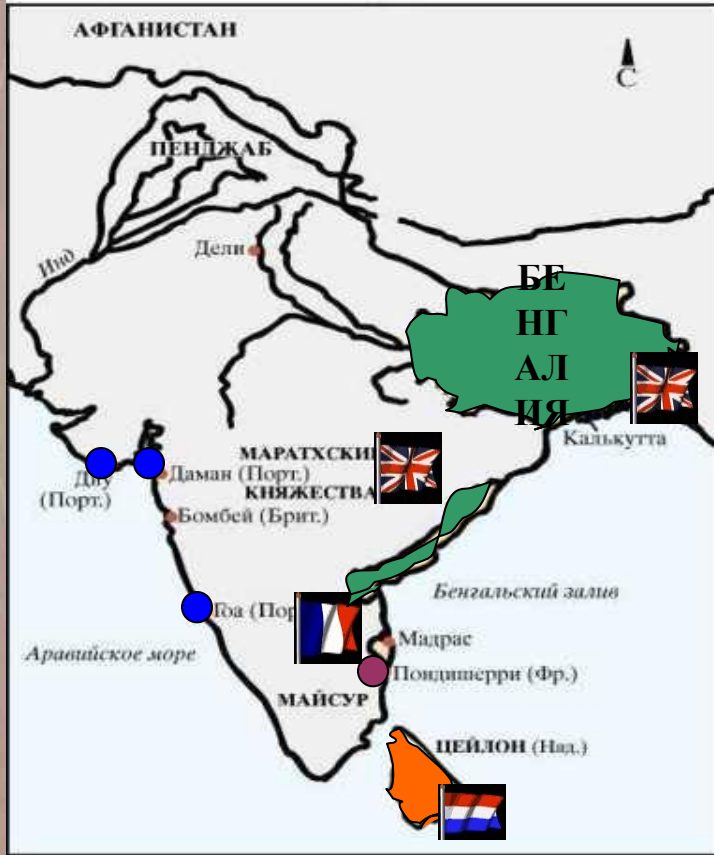 АФГАНИСТАН
С
ПЕНДЖАБ
Инд
Дели
БЕ
НГ
АЛ
ИЯ
Калькутта
МАРАТХСКИ
Диу
(Порт.)
Даман (Порт.)
КНЯЖЕСТВА
Бомбей (Брит.)
Бенгальский залив
Гоа (Пор
Аравийское море
Мадрас
Пондишерри (Фр.)
МАЙСУР
ЦЕЙЛОН (Нид.)